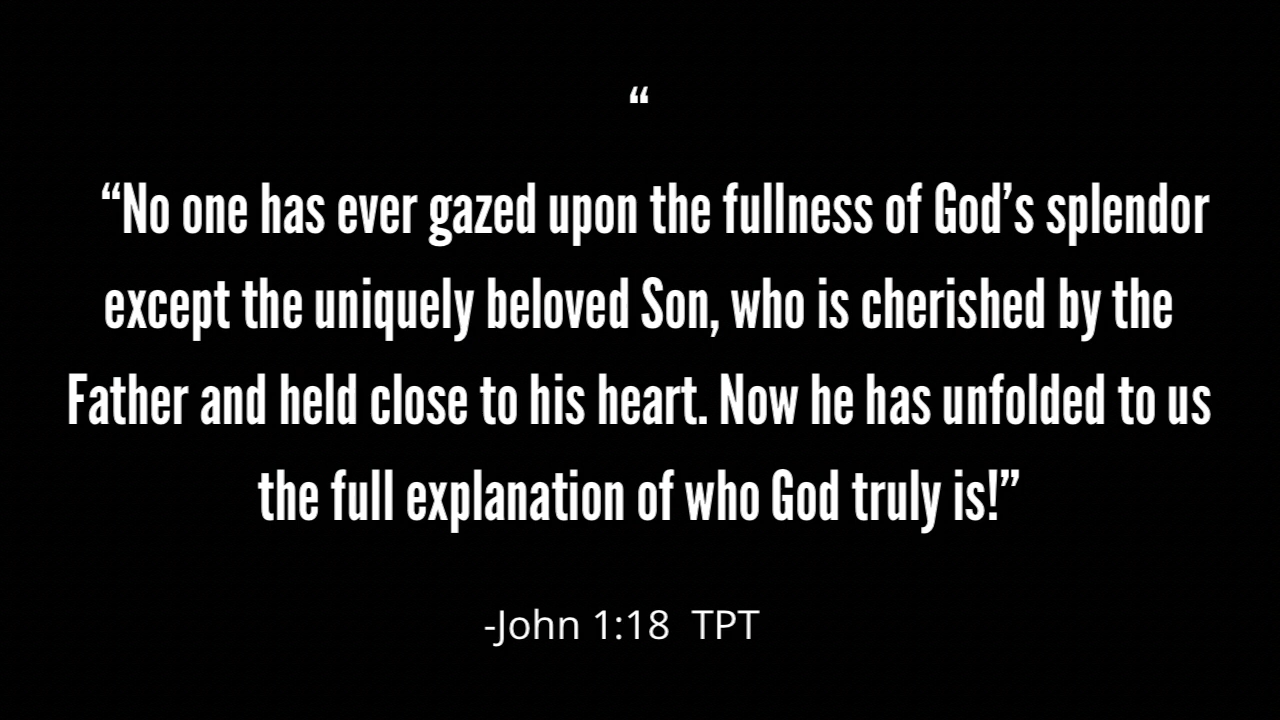 “
“No one has ever gazed upon the fullness of God’s splendor
except the uniquely beloved Son, who is cherished by the
Father and held close to his heart. Now he has unfolded to us
the full explanation of who God truly is!”
-John 1:18  TPT